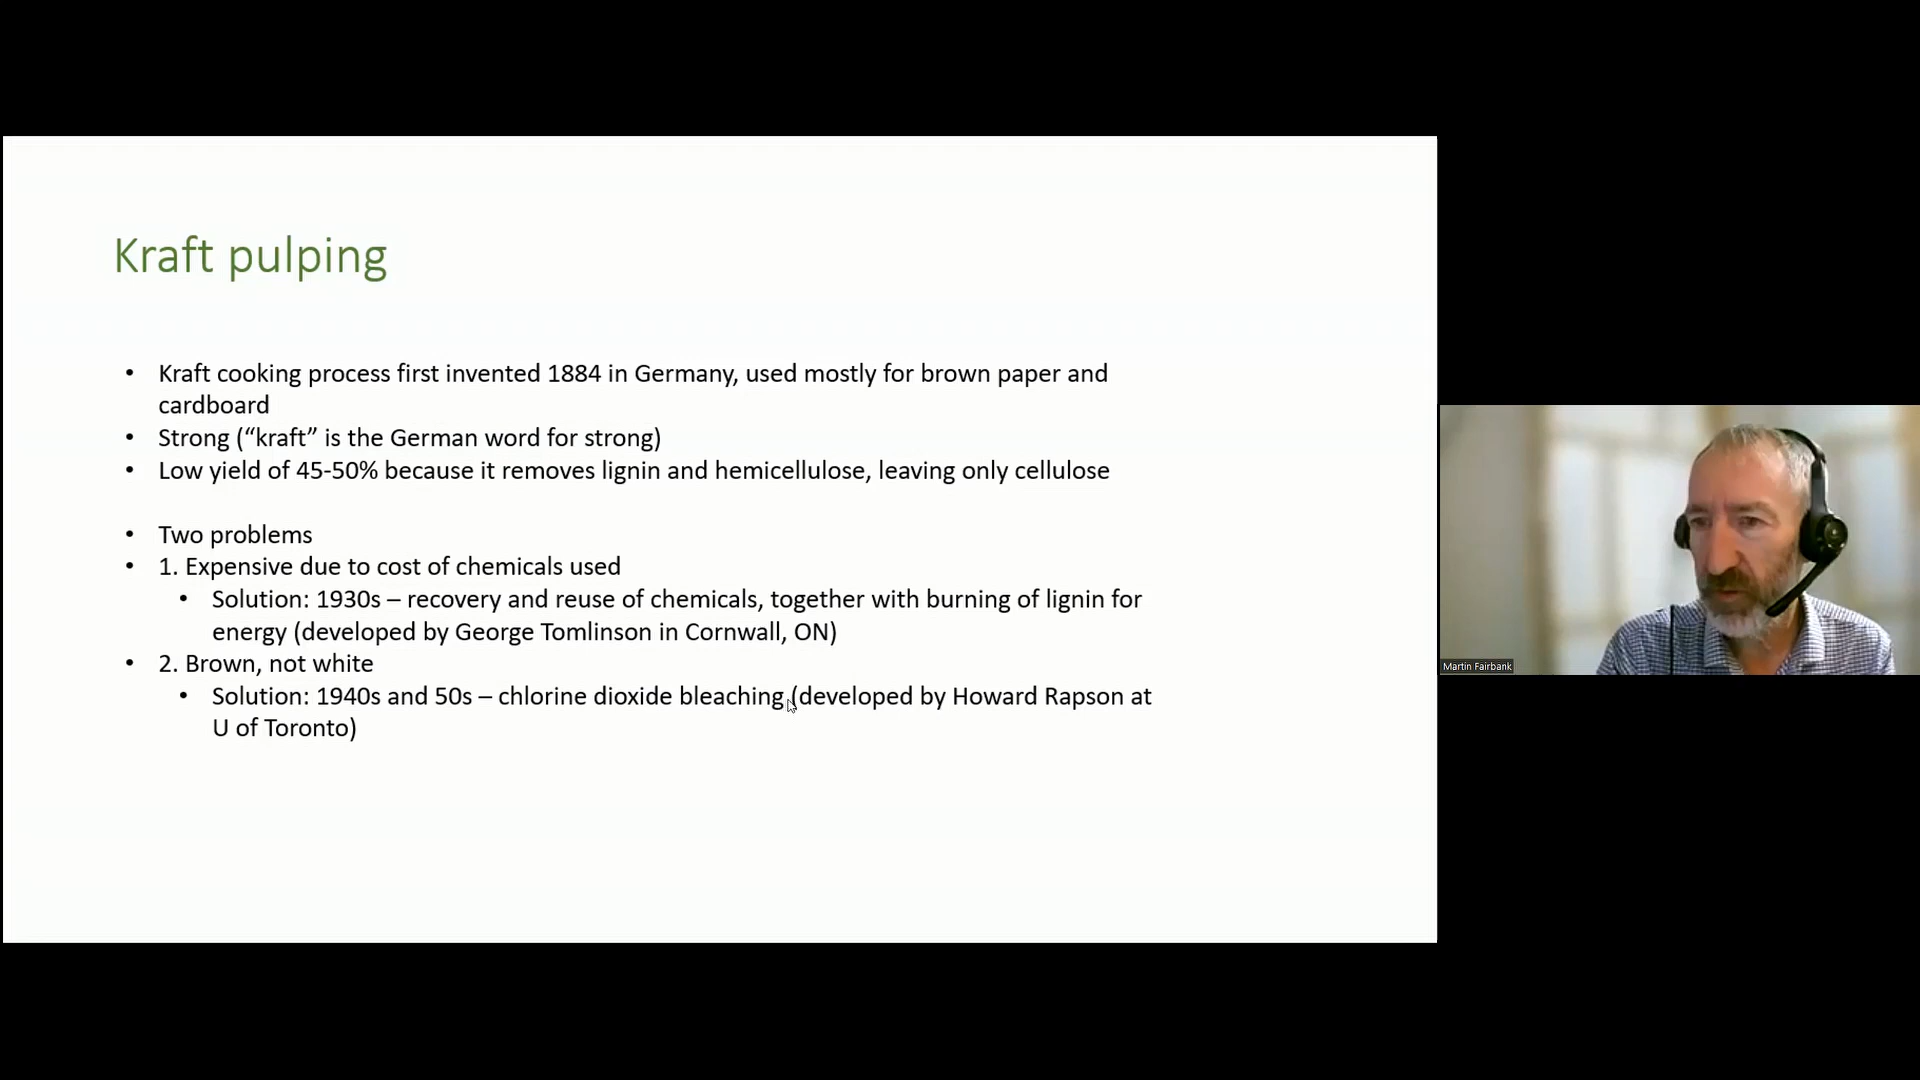 Kraft pulping
• Kraft cooking process first invented 1884 in Germany, used mostly for brown paper and
cardboard
• Strong (“kraft” is the German word for strong)
• Low yield of 45-50% because it removes lignin and hemicellulose, leaving only cellulose
• Two problems
• 1. Expensive due to cost of chemicals used
• Solution: 1930s – recovery and reuse of chemicals, together with burning of lignin for
energy (developed by George Tomlinson in Cornwall, ON)
• 2. Brown, not white
• Solution: 1940s and 50s – chlorine dioxide bleaching (developed by Howard Rapson at
U of Toronto)
Martin Fairbank